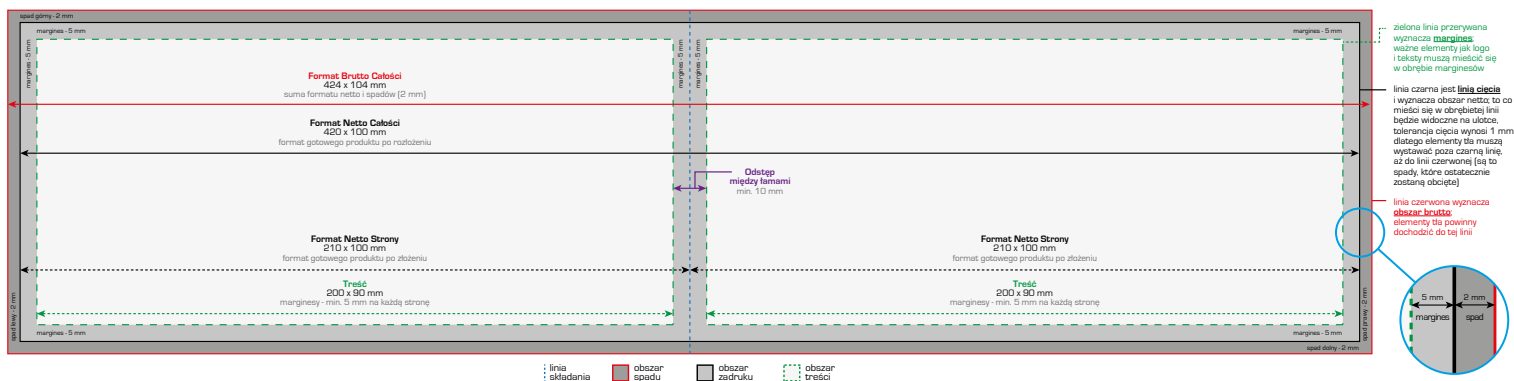 spad górny - 2 mm
margines - 5 mm
margines - 5 mm
margines - 5 mm
margines - 5 mm
margines - 5 mm
Format Brutto Całości
424 x 104 mm
suma formatu netto i spadów (2 mm)
Format Netto Całości
420 x 100 mm
format gotowego produktu po rozłożeniu
Odstęp
między łamami
min. 10 mm
Format Netto Strony
210 x 100 mm
format gotowego produktu po złożeniu
Format Netto Strony
210 x 100 mm
format gotowego produktu po złożeniu
Treść
200 x 90 mm
marginesy - min. 5 mm na każdą stronę
Treść
200 x 90 mm
marginesy - min. 5 mm na każdą stronę
spad lewy - 2 mm
spad prawy - 2 mm
margines - 5 mm
margines - 5 mm
spad dolny - 2 mm
zielona linia przerywana
wyznacza margines;
ważne elementy jak logo
i teksty muszą mieścić się
w obrębie marginesów
linia czarna jest linią cięcia
i wyznacza obszar netto; to co
mieści się w obrębietej linii
będzie widoczne na ulotce,
tolerancja cięcia wynosi 1 mm
dlatego elementy tła muszą
wystawać poza czarną linię,
aż do linii czerwonej (są to
spady, które ostatecznie
zostaną obcięte)
linia czerwona wyznacza
obszar brutto;
elementy tła powinny
dochodzić do tej linii
5 mm
margines
2 mm
spad
linia
składania
obszar
spadu
obszar
zadruku
obszar
treści